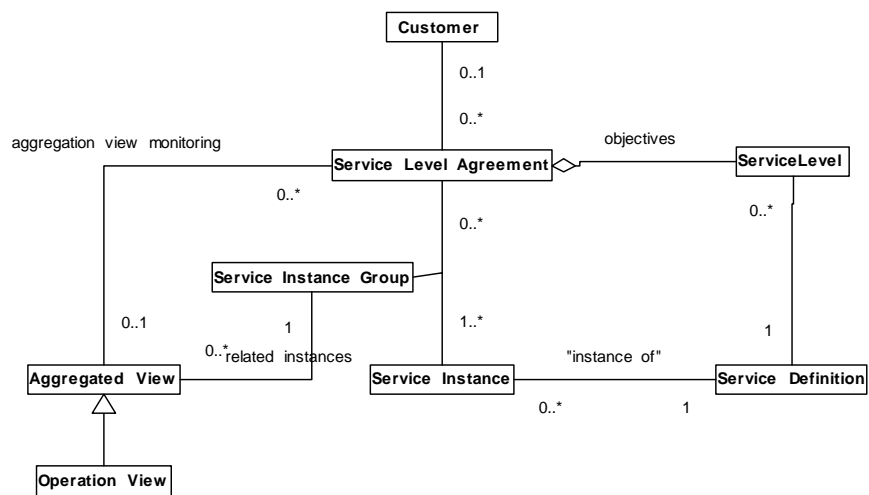 Customer
0..1
0..*
aggregation view monitoring
objectives
Service Level Agreement
ServiceLevel
0..*
0..*
0..*
Service Instance Group
0..1
1
1..*
1
0..*
related instances
"instance of"
Aggregated View
Service Instance
Service Definition
0..*
1
Operation View